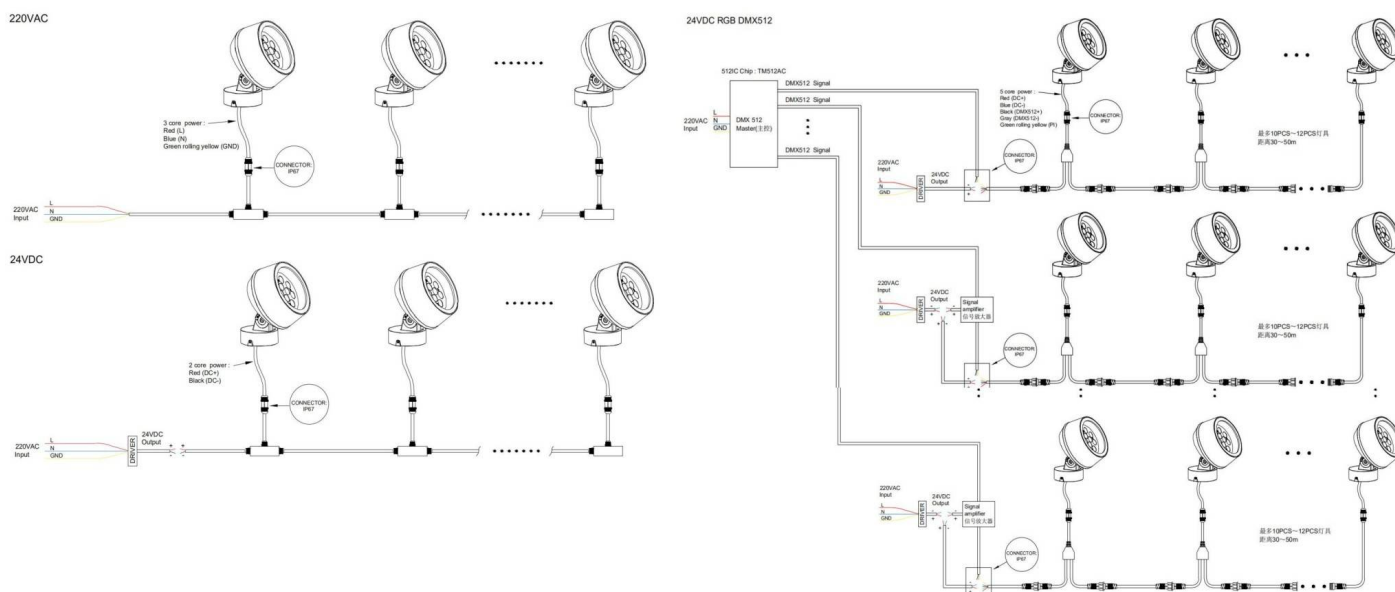 220VAC
3 core power :
Red (L)
Blue (N)
Green rolling yellow (GND)
CONNECTOR:
IP67
L
N
GND
220VAC
Input
24VDC
2 core power :
Red (DC+)
Black (DC-)
CONNECTOR:
IP67
220VAC
Input
L
N
GND
DRIVER
24VDC
Output
+ +
- -
24VDC RGB DMX512
512IC Chip : TM512AC
DMX512 Signal
DMX512 Signal
DMX512 Signal
220VAC
Input
L
N
GND
DMX 512
Master(主控)
5 core power :
Red (DC+)
Blue (DC-)
Black (DMX512+)
Gray (DMX512-)
Green rolling yellow (PI)
CONNECTOR:
IP67
CONNECTOR:
IP67
220VAC
Input
L
N
GND
DRIVER
24VDC
Output
最多10PCS~12PCS灯具
距离30~50m
220VAC
Input
L
N
GND
DRIVER
24VDC
Output
Signal
amplifier
信号放大器
CONNECTOR:
IP67
最多10PCS~12PCS灯具
距离30~50m
220VAC
Input
L
N
GND
DRIVER
24VDC
Output
Signal
amplifier
信号放大器
CONNECTOR:
IP67
最多10PCS~12PCS灯具
距离30~50m